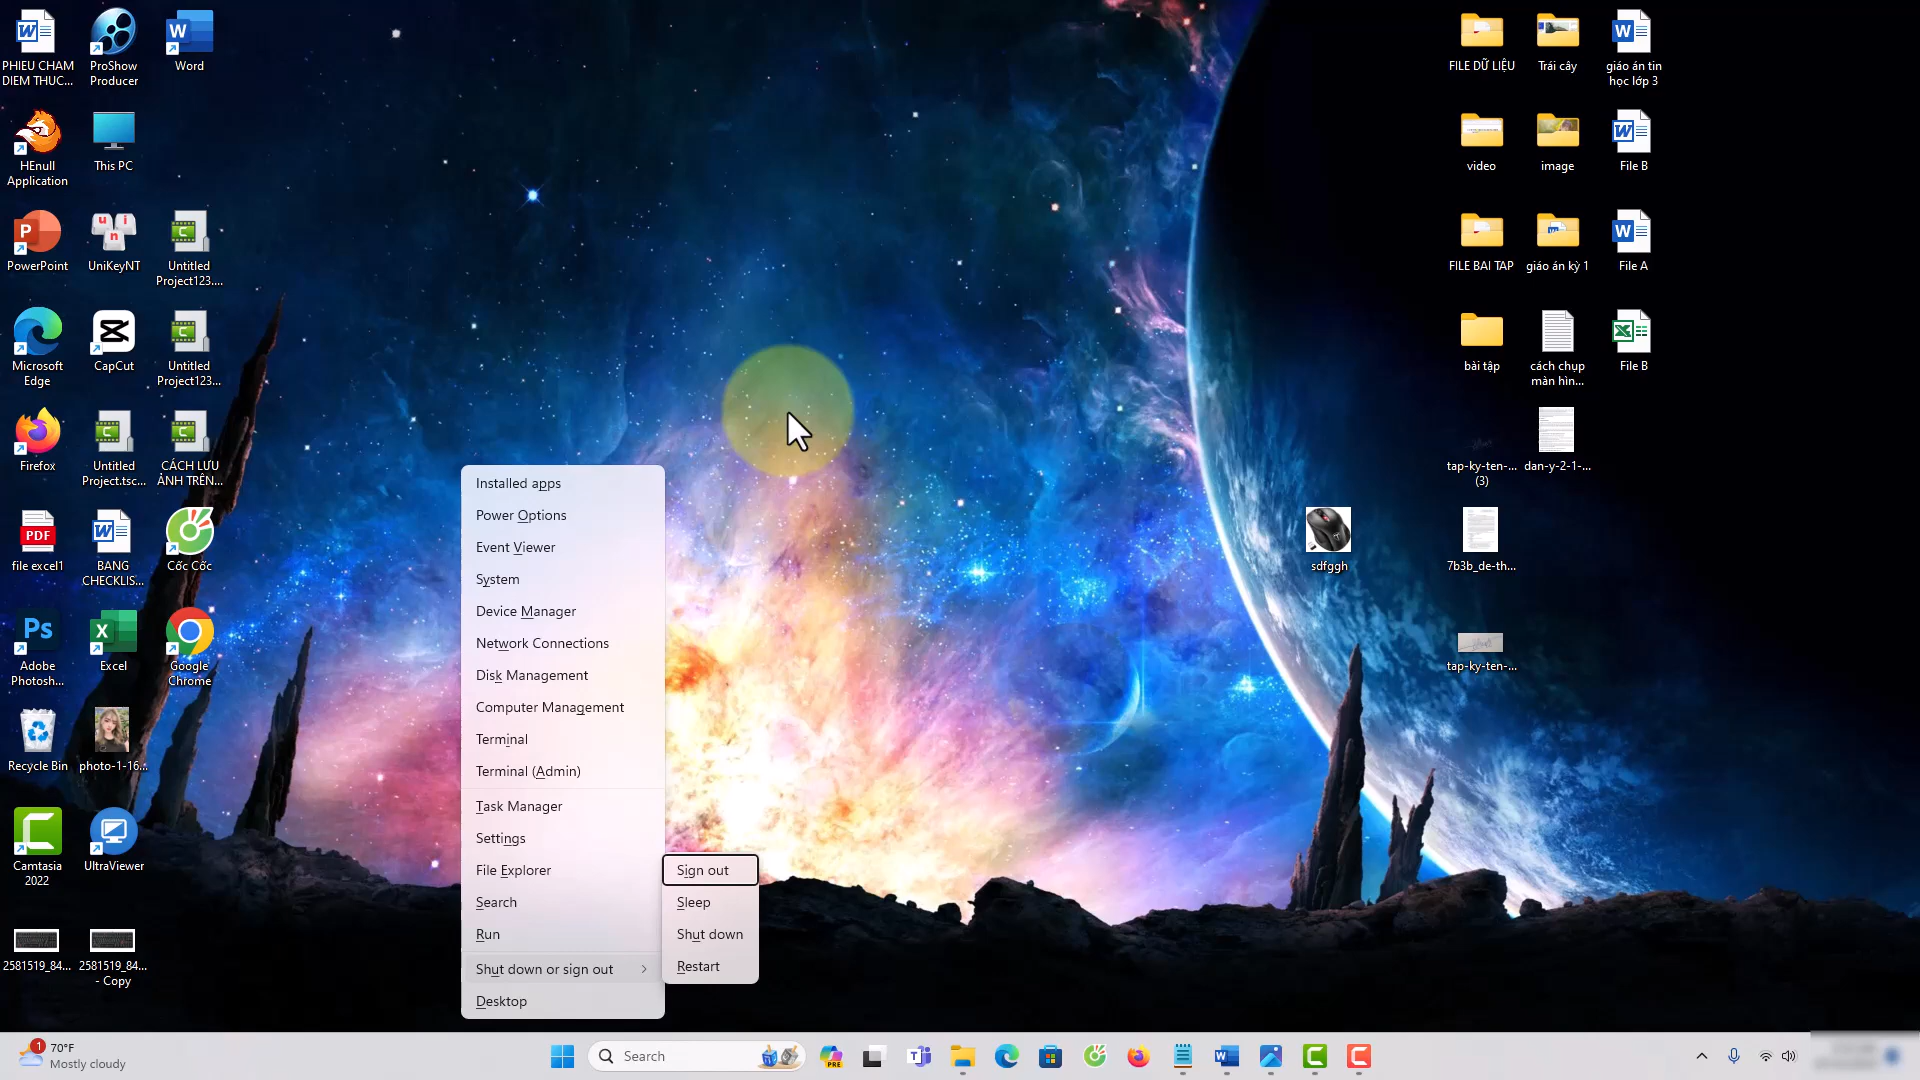 PHIEU CHAM
DIEM THUC...
ProShow
Producer
Word
HEnull
Application
This PC
PowerPoint
UniKeyNT
Untitled
Project123....
Microsoft
Edge
CapCut
Untitled
Project123...
Firefox
Untitled
Project.tsc...
CÁCH LƯU
ẢNH TRÊN...
PDF
file excel1
BANG
CHECKLIS...
Cốc Cốc
Adobe
Photosh...
Excel
Google
Chrome
Recycle Bin
photo-1-16...
Camtasia
2022
UltraViewer
2581519_84...
2581519_84...
- Copy
FILE DỮ LIỆU
Trái cây
giáo án tin
học lớp 3
video
image
File B
FILE BAI TAP
giáo án kỳ 1
File A
bài tập
cách chụp
màn hìn...
File B
tap-ky-ten-...
(3)
dan-y-2-1-...
sdfggh
7b3b_de-th...
tap-ky-ten-...
Installed apps
Power Options
Event Viewer
System
Device Manager
Network Connections
Disk Management
Computer Management
Terminal
Terminal (Admin)
Task Manager
Settings
File Explorer
Search
Run
Shut down or sign out
Desktop
Sign out
Sleep
Shut down
Restart
1
70°F
Mostly cloudy
Search
PRE